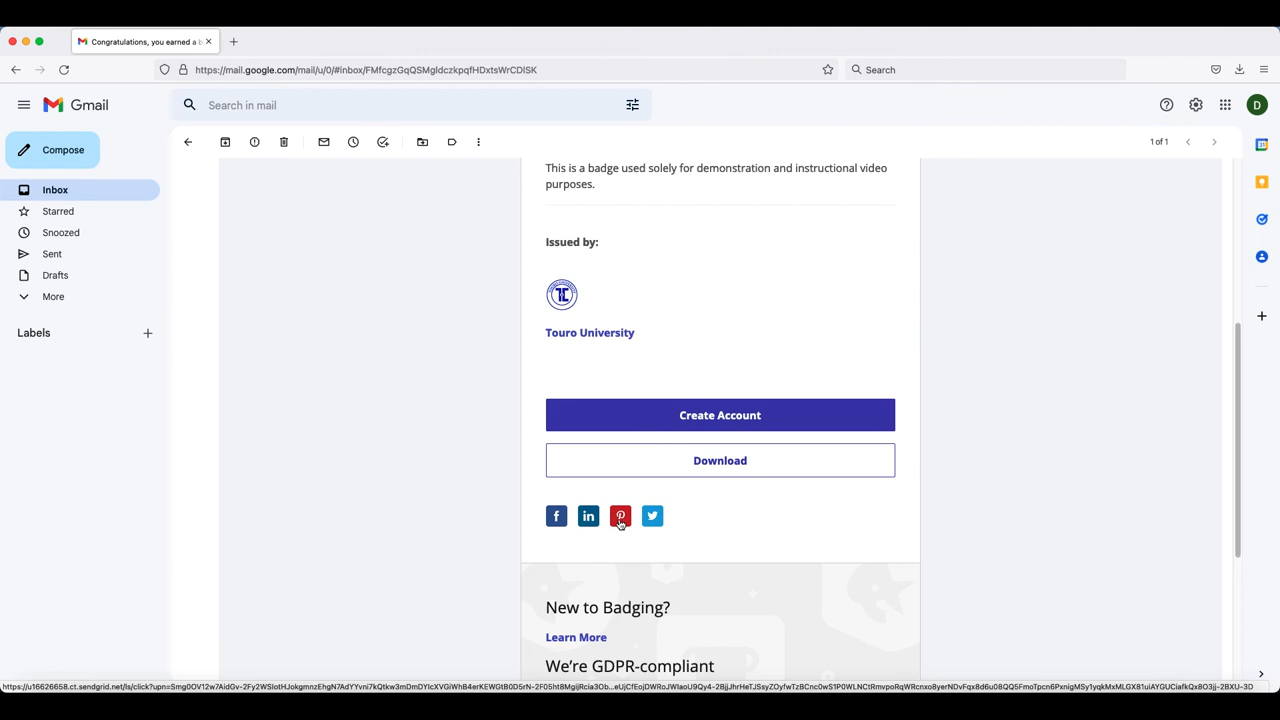 Congratulations, you earned a b
https://mail.google.com/mail/u/0/#inbox/FMfcgzGqQSMgldczkpqfHDxtsWrCDlSK
Search
Gmail
Search in mail
D
Compose
1 of 1
Inbox
Starred
Snoozed
Sent
Drafts
More
Labels
This is a badge used solely for demonstration and instructional video
purposes.
Issued by:
Touro University
Create Account
Download
New to Badging?
Learn More
We're GDPR-compliant